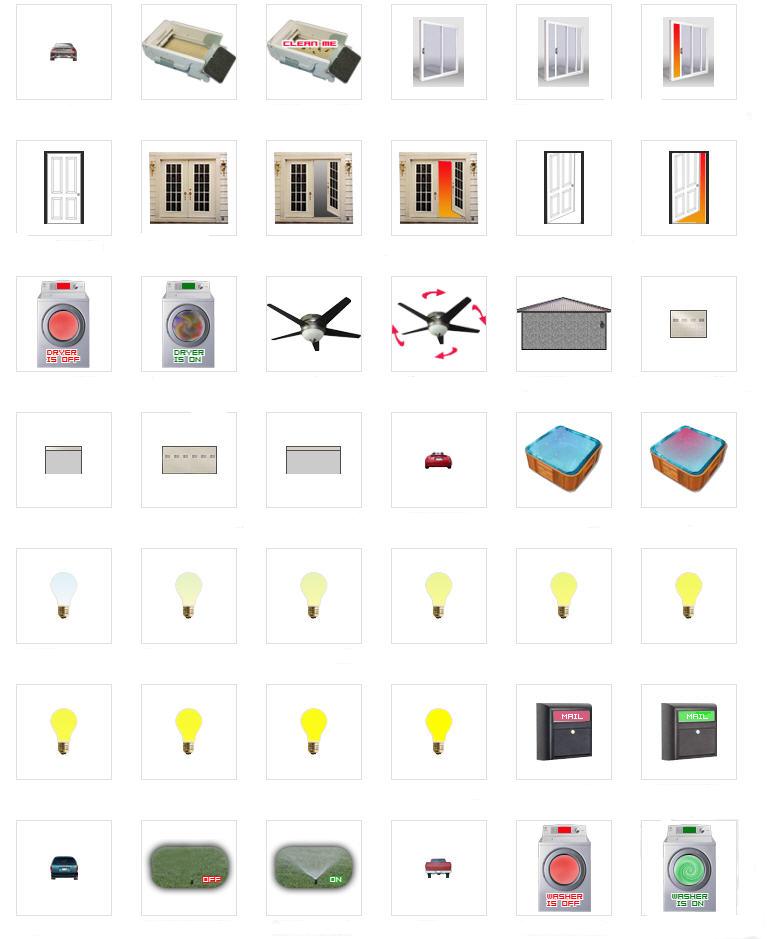 CLEAN ME
DRYER
IS OFF
DRYER
IS ON
MAIL
MAIL
OFF
ON
WASHER
IS OFF
WASHER
IS ON